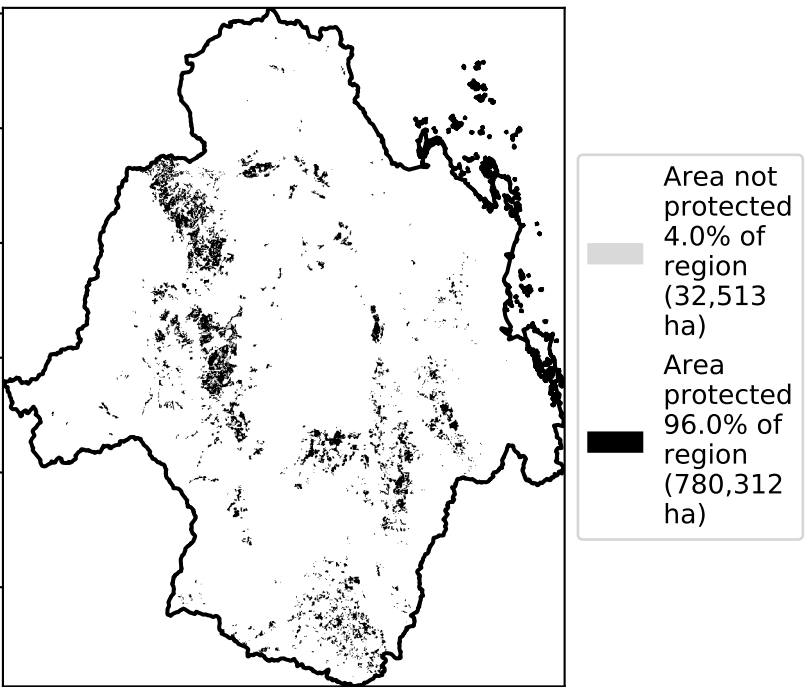 Area not
protected
4.0% of
region
(32,513
ha)
Area
protected
96.0% of
region
(780,312
ha)